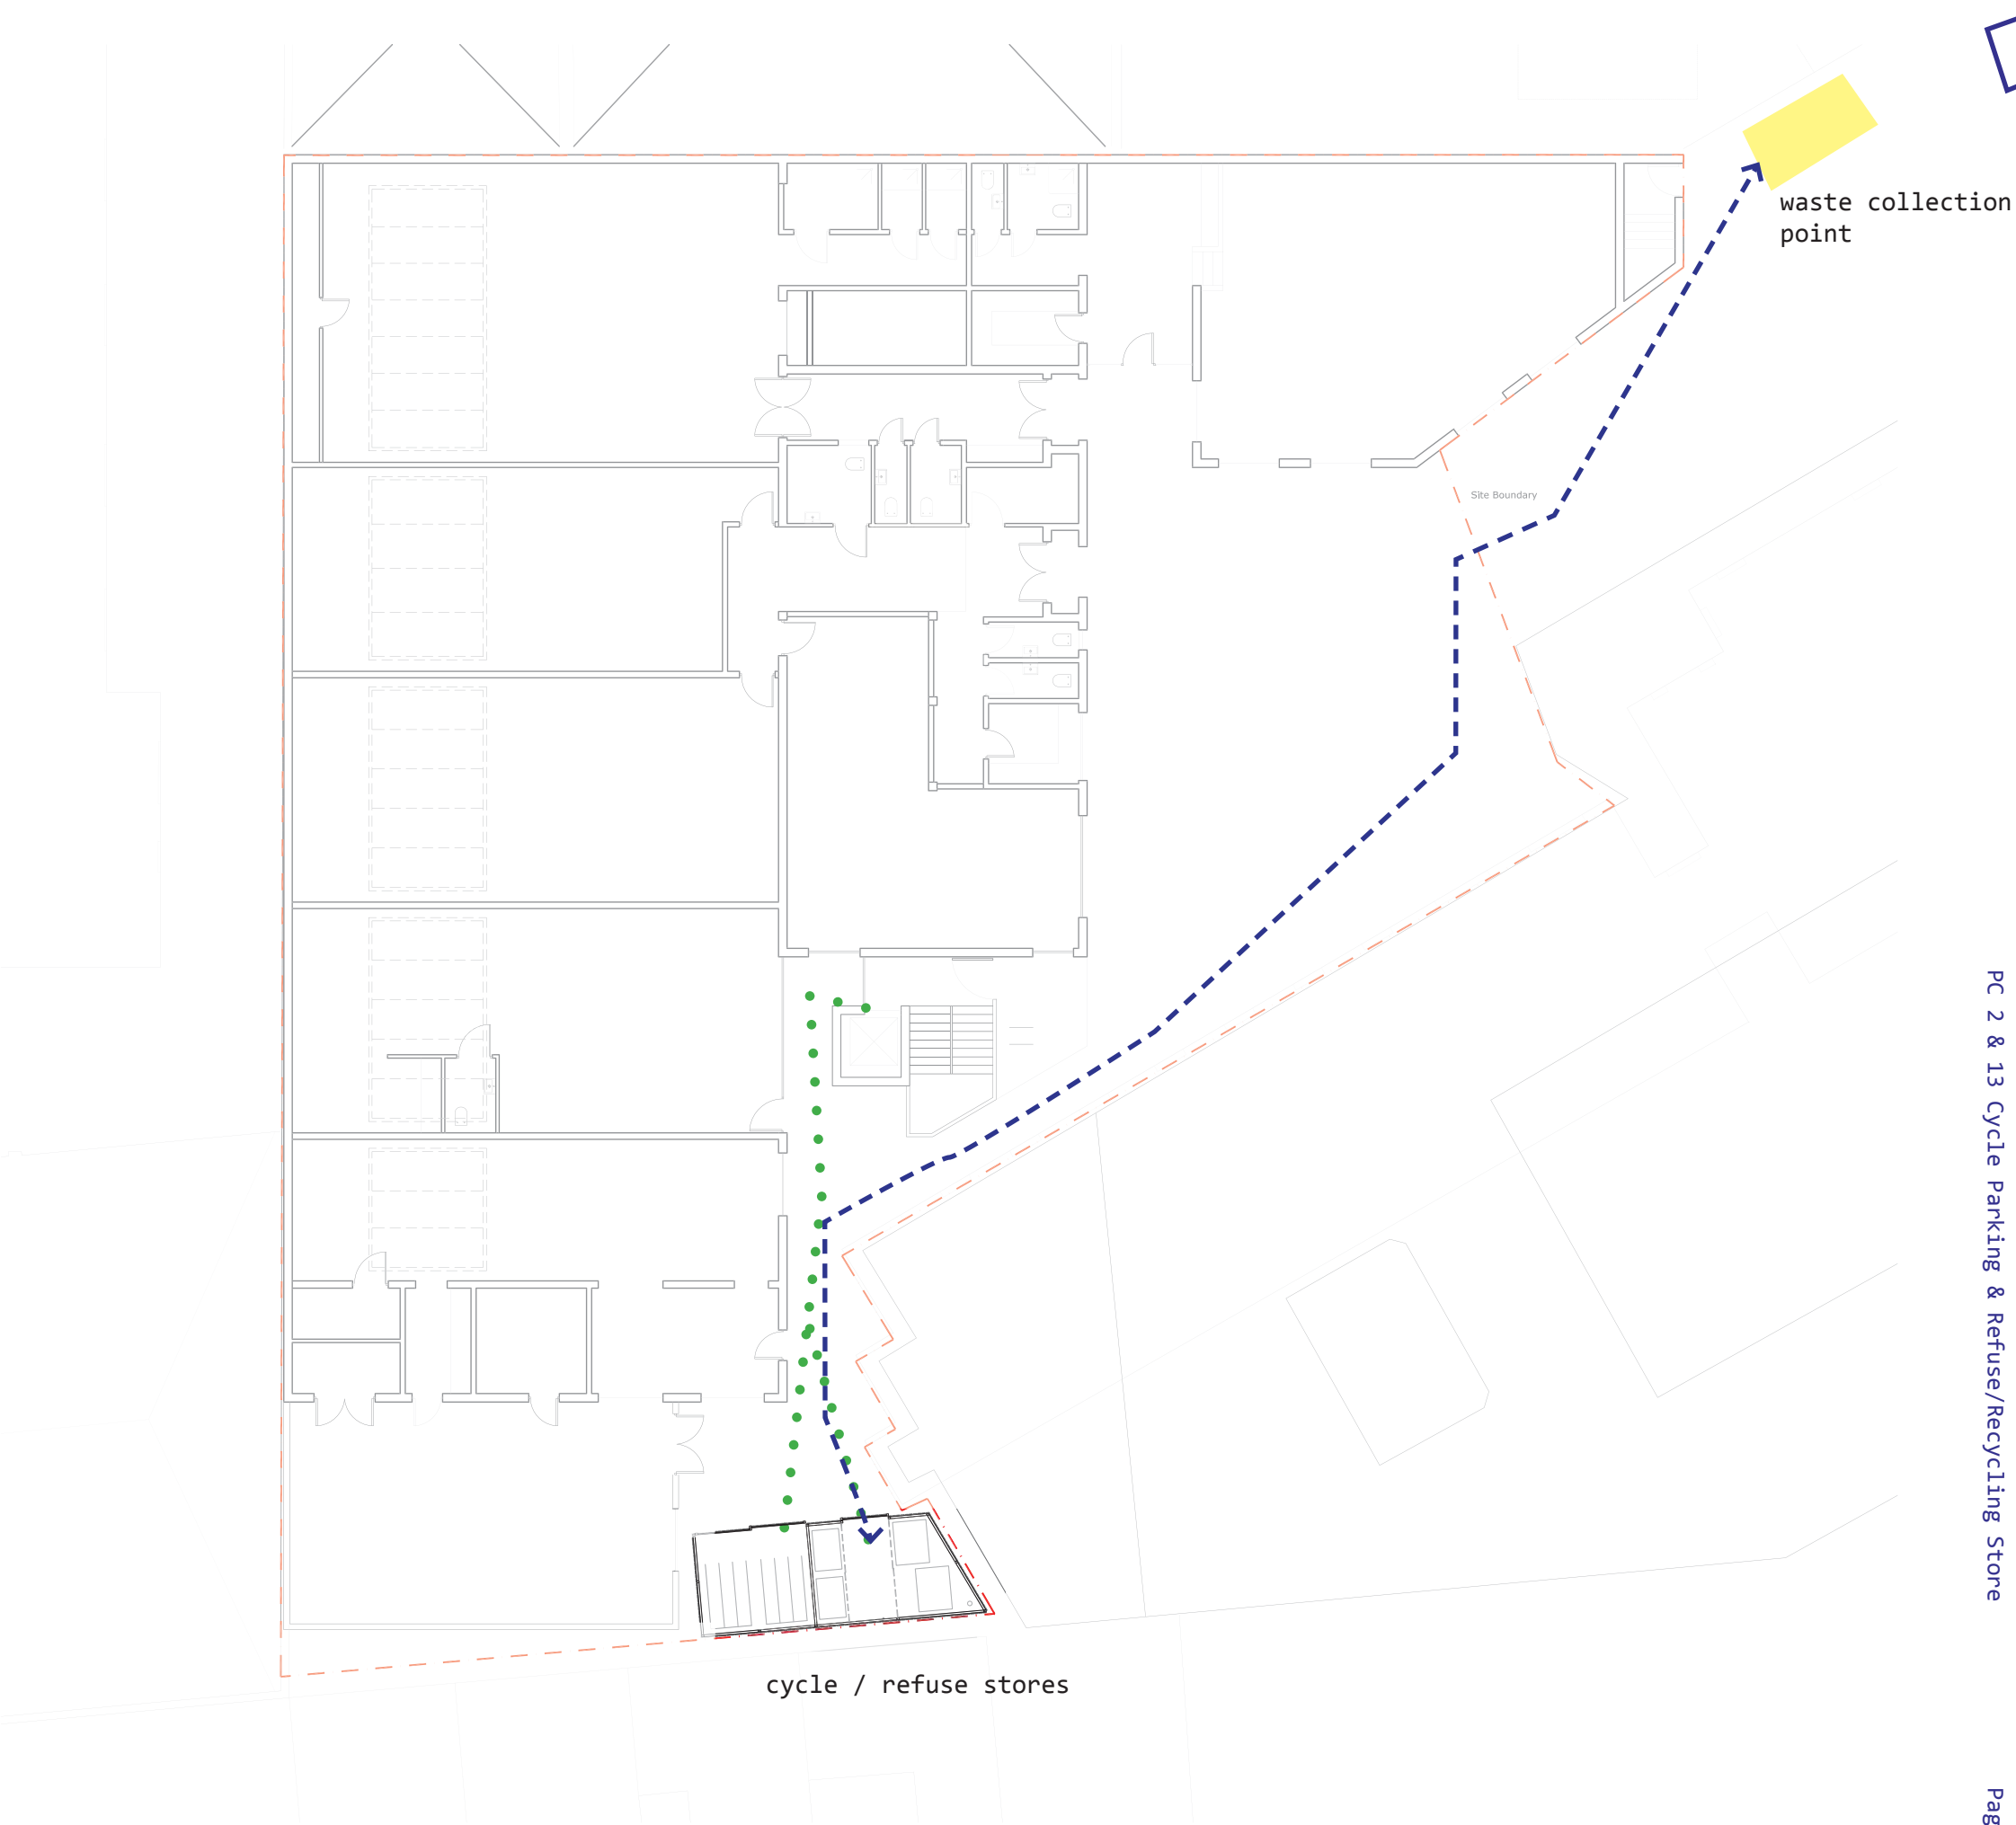 waste collection
point
Site Boundary
cycle / refuse stores
PC 2 & 13 Cycle Parking & Refuse/Recycling Store